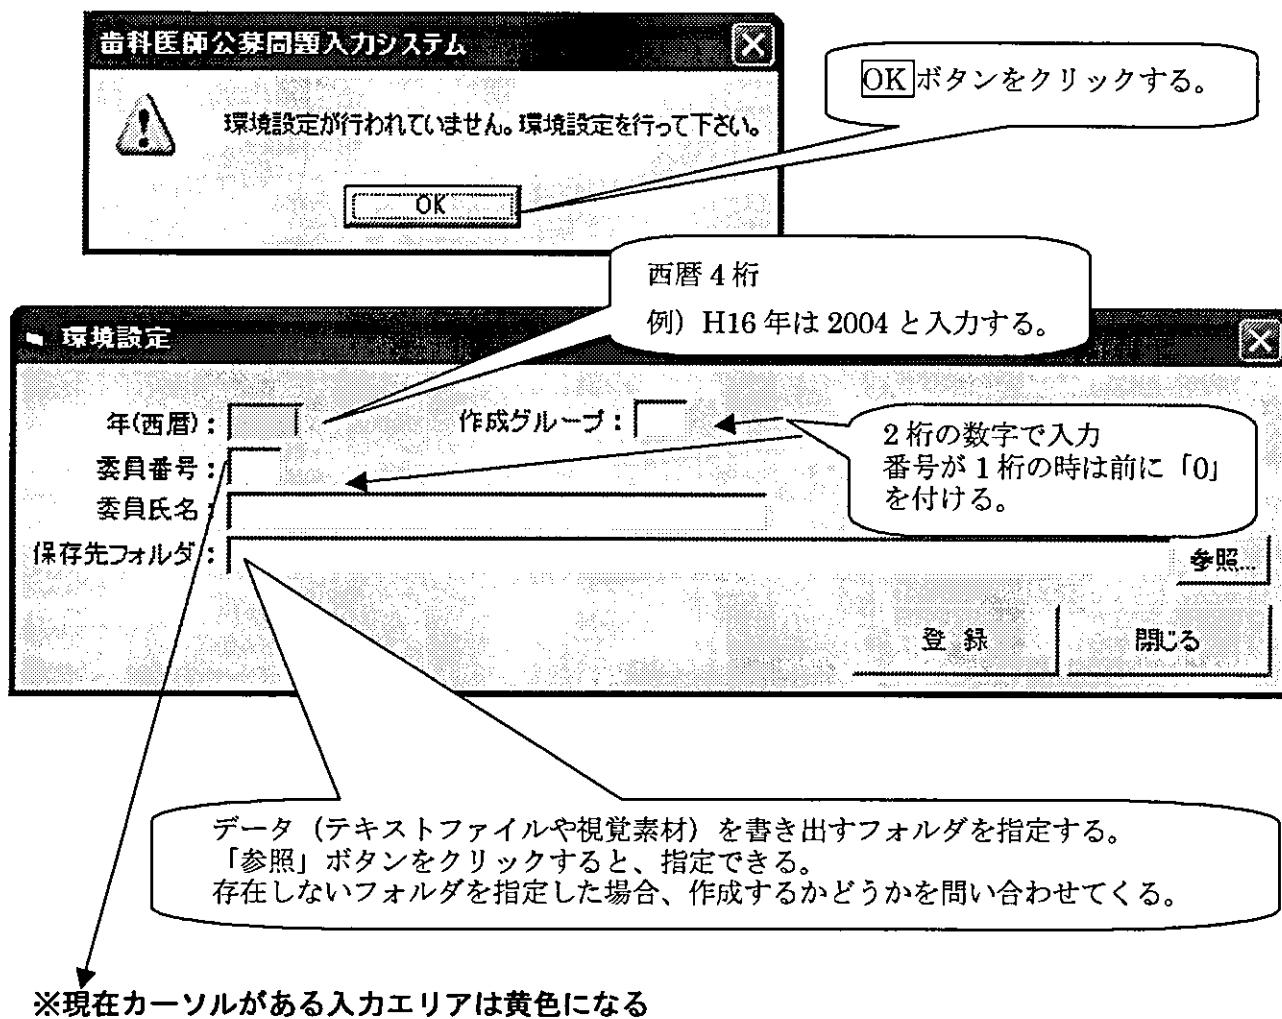 歯科医師公募問題入力システム
OKボタンをクリックする。
環境設定が行われていません。環境設定を行って下さい。
OK
西暦4桁
例）H16年は2004と入力する。
環境設定
年(西暦)：
作成グループ：
2桁の数字で入力
番号が1桁の時は前に「0」
を付ける。
委員番号：
委員氏名：
保存先フォルダ：
参照...
登 録
閉じる
データ（テキストファイルや視覚素材）を書き出すフォルダを指定する。
「参照」ボタンをクリックすると、指定できる。
存在しないフォルダを指定した場合、作成するかどうかを問い合わせてくる。
※現在カーソルがある入力エリアは黄色になる